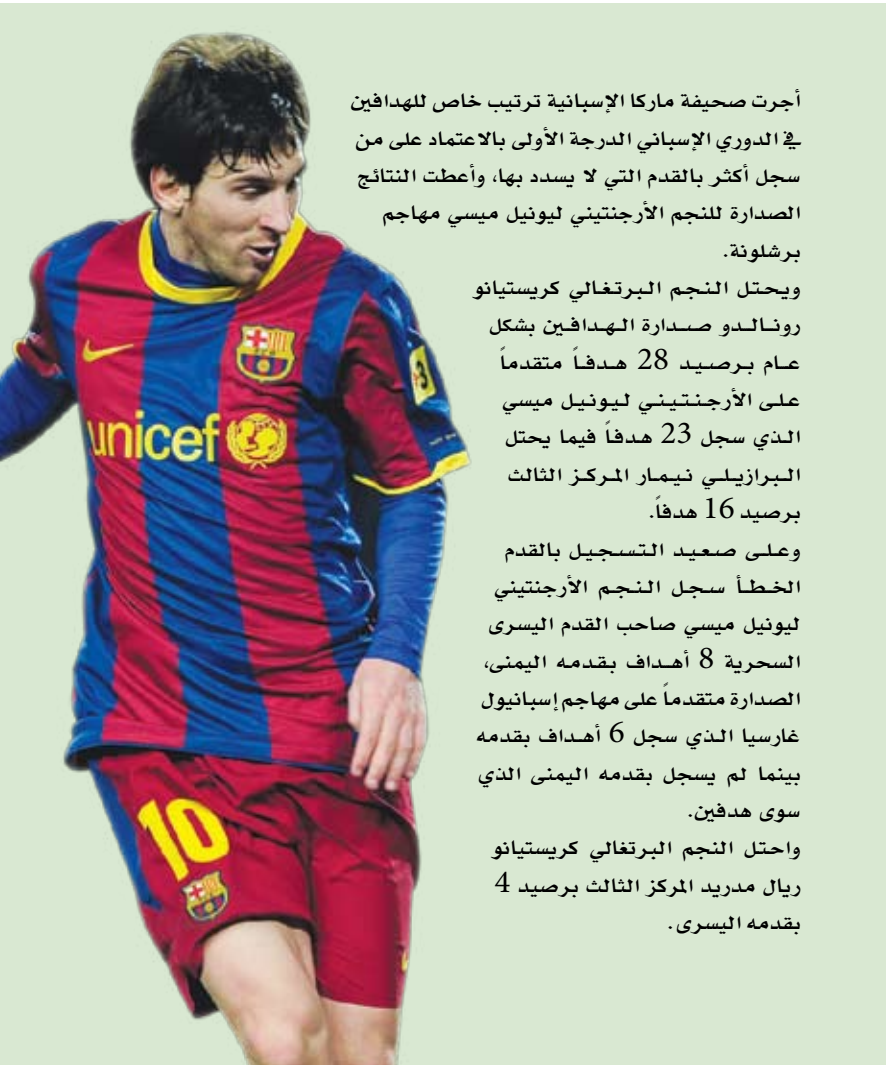 أجرت صحيفة ماركا الإسبانية ترتيب خاص للهدافين
في الدوري الإسباني الدرجة الأولى بالاعتماد على من
سجل أكثر بالقدم التي لا يسدد بها، وأعطت النتائج
الصدارة للنجم الأرجنتيني ليونيل ميسي مهاجم
برشلونة.
ويحتل النجم البرتغالي كريستيانو
رونالدو صدارة الهدافين بشكل
عام برصيد 28 هدفاً متقدماً
على الأرجنتيني ليونيل ميسي
الذي سجل 23 هدفاً فيما يحتل
البرازيلي نيمار المركز الثالث
برصيد 16 هدفاً.
وعلى صعيد التسجيل بالقدم
الخطأ سجل النجم الأرجنتيني
ليونيل ميسي صاحب القدم اليسرى
السحرية 8 أهداف بقدمه اليمنى،
الصدارة متقدماً على مهاجم إسبانيول
غارسيا الذي سجل 6 أهداف بقدمه
بينما لم يسجل بقدمه اليمنى الذي
سوى هدفين.
واحتل النجم البرتغالي كريستيانو
ريال مدريد المركز الثالث برصيد 4
بقدمه اليسرى.
unicef
10